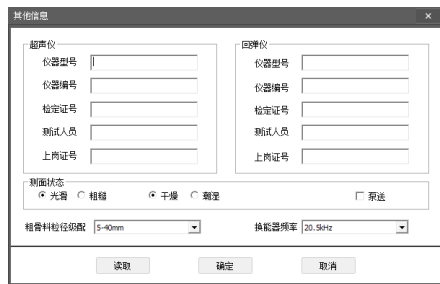 其他信息
超声仪
回弹仪
仪器型号
仪器型号
仪器编号
仪器编号
检定证号
检定证号
测试人员
测试人员
上岗证号
上岗证号
测面状态
光滑 粗糙 干燥 潮湿 泵送
粗骨料粒径级配 5-40mm 换能器频率 20.5kHz
读取 确定 取消